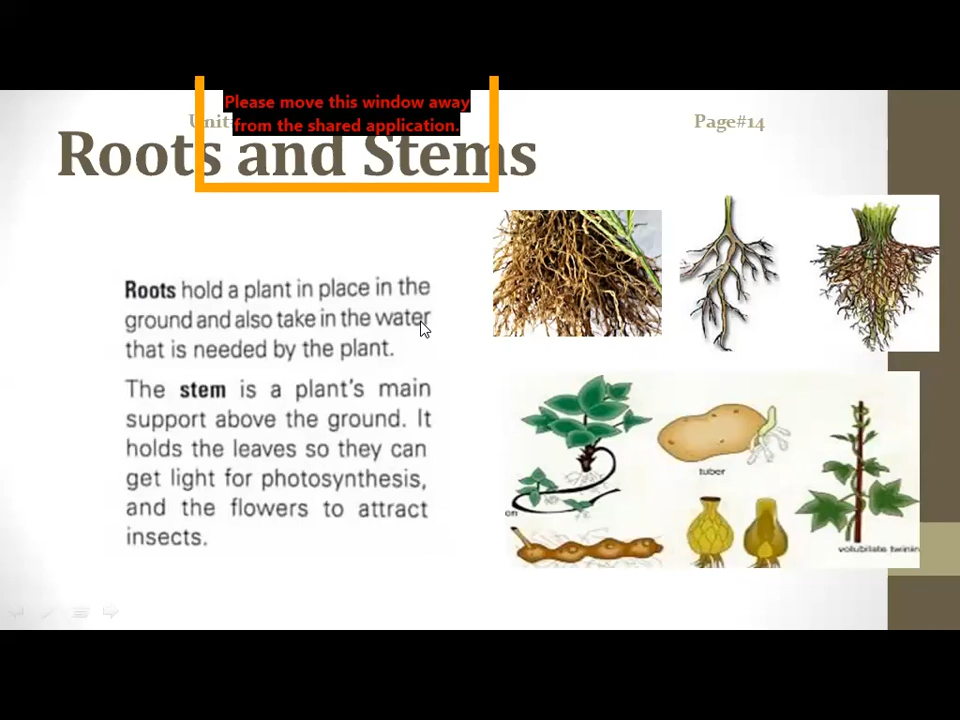 Please move this window away
from the shared application.
Unit
Page#14
Roots and Stems
Roots hold a plant in place in the
ground and also take in the water
that is needed by the plant.
The stem is a plant's main
support above the ground. It
holds the leaves so they can
get light for photosynthesis,
and the flowers to attract
insects.
tuber
on
volubilate twinin